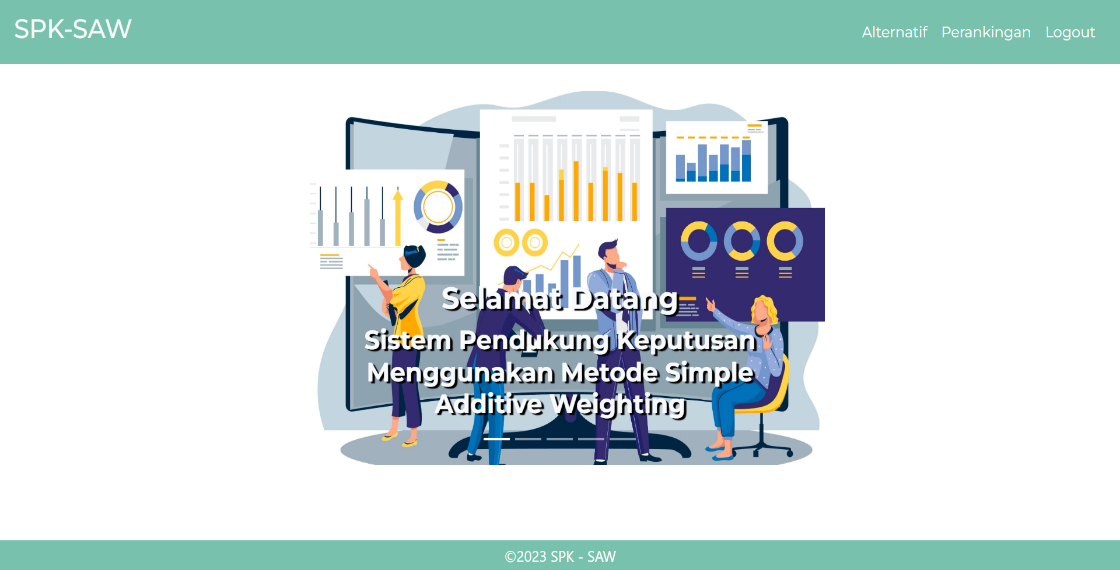 SPK-SAW
Alternatif Perankingan Logout
Selamat Datang
Sistem Pendukung Keputusan
Menggunakan Metode Simple
Additive Weighting
©2023 SPK - SAW